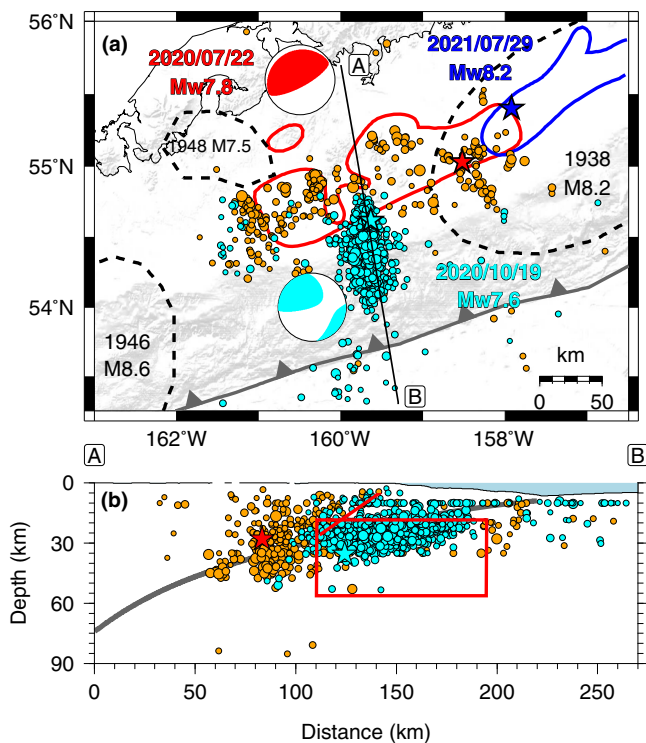 56°N
(a)
2020/07/22
Mw7.8
A
2021/07/29
Mw8.2
1948 M7.5
55°N
1938
M8.2
2020/10/19
Mw7.6
54°N
1946
M8.6
km
0 50
B
162°W 160°W 158°W
A B
(b)
0
30
60
90
Depth (km)
0 50 100 150 200 250
Distance (km)